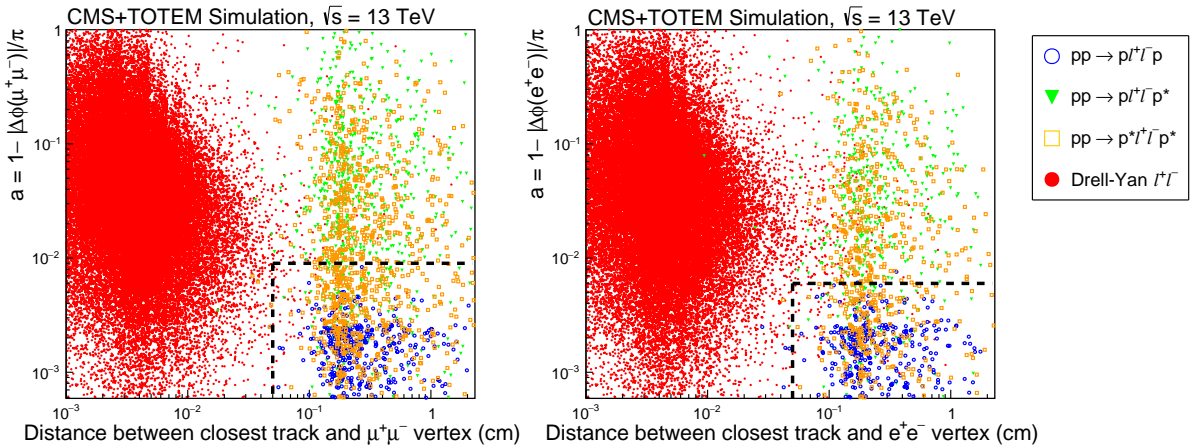 CMS+TOTEM Simulation, √s = 13 TeV
a = 1− |Δϕ(μ⁺μ⁻)|/π
1
10⁻¹
10⁻²
10⁻³
10⁻³ 10⁻² 10⁻¹ 1
Distance between closest track and μ⁺μ⁻ vertex (cm)
CMS+TOTEM Simulation, √s = 13 TeV
a = 1− |Δϕ(e⁺e⁻)|/π
1
10⁻¹
10⁻²
10⁻³
10⁻³ 10⁻² 10⁻¹ 1
Distance between closest track and e⁺e⁻ vertex (cm)
pp → pl⁺l⁻p
pp → pl⁺l⁻p*
pp → p*l⁺l⁻p*
Drell-Yan l⁺l⁻